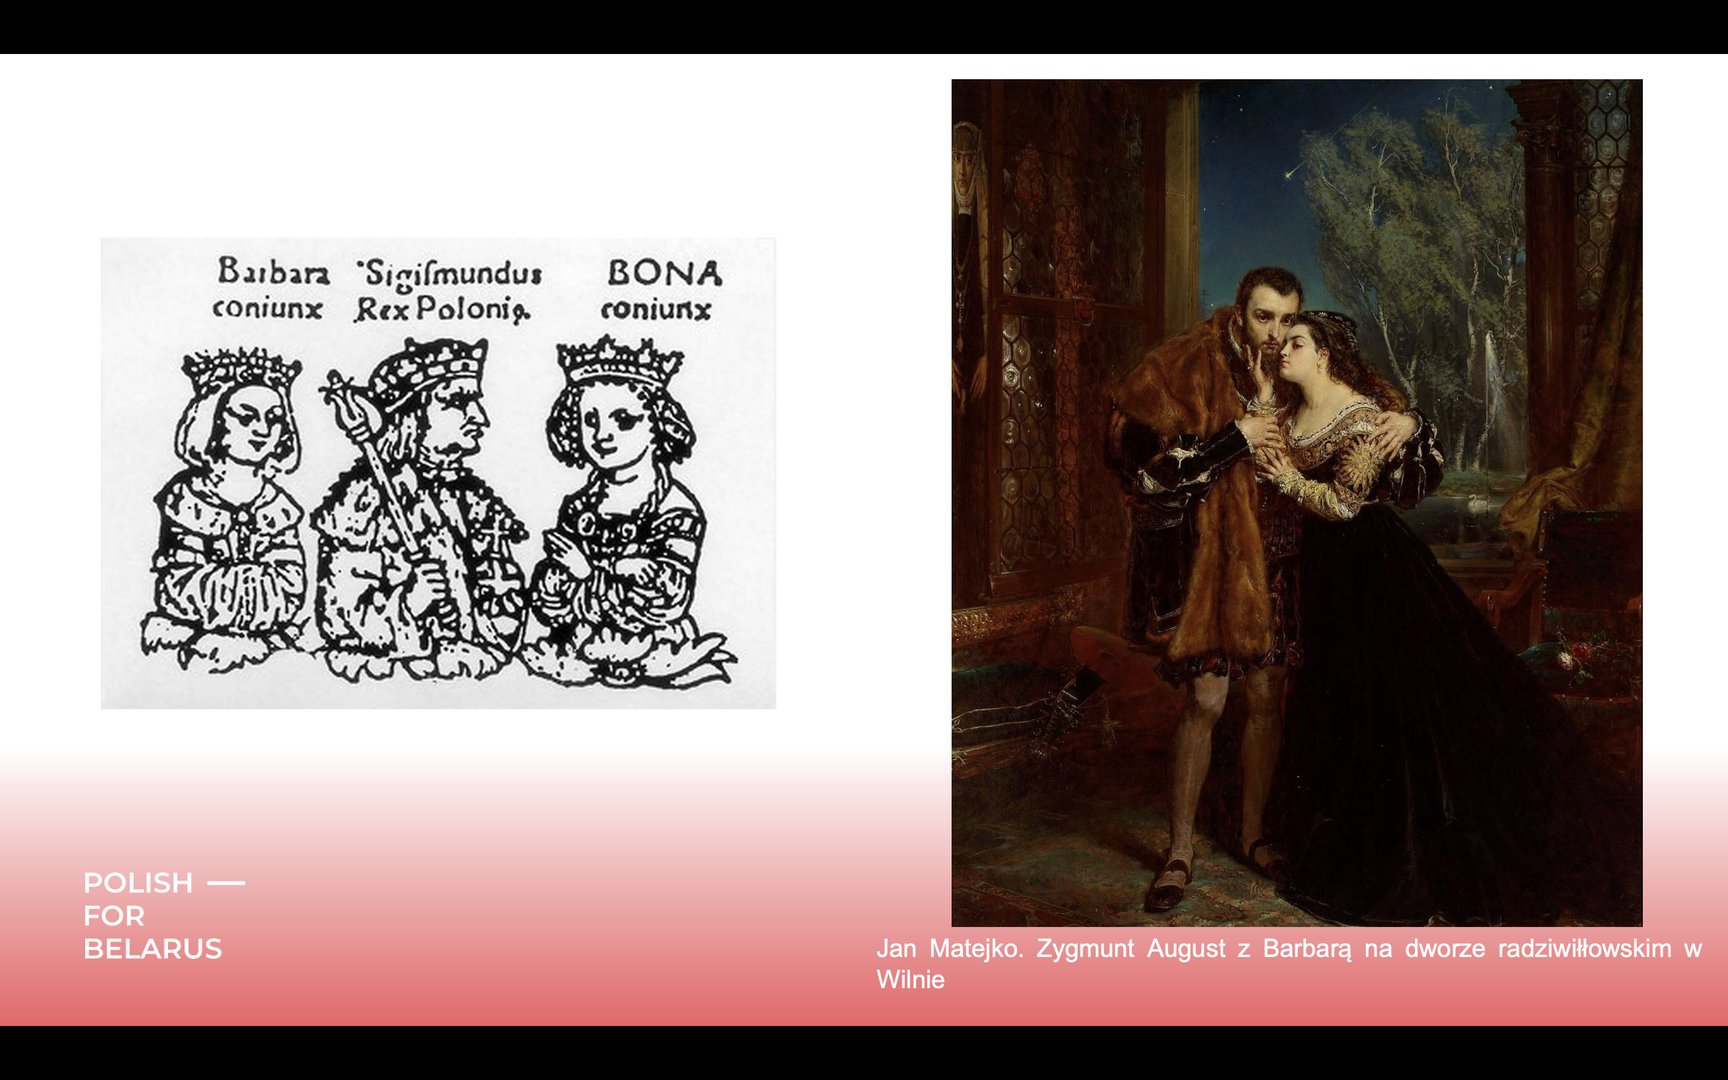 Barbara coniunx
Sigiſmundus Rex Polonię.
BONA coniunx
POLISH —
FOR
BELARUS
Jan Matejko. Zygmunt August z Barbarą na dworze radziwiłłowskim w
Wilnie